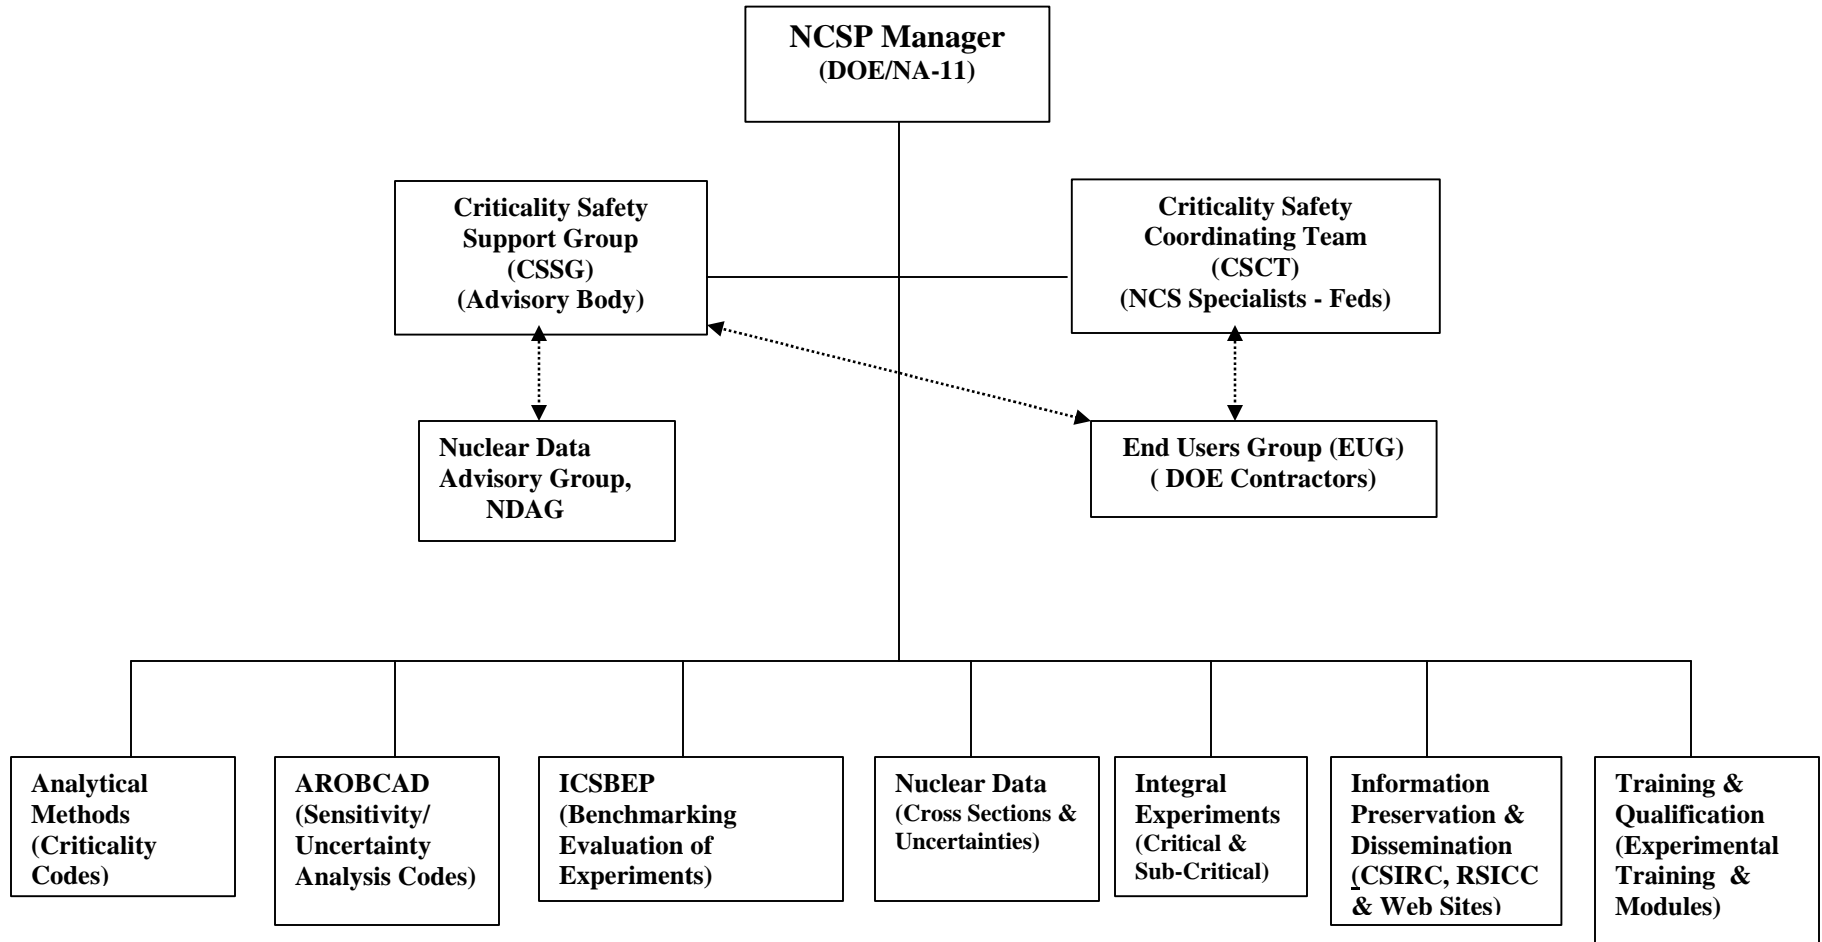 NCSP Manager
(DOE/NA-11)
Criticality Safety
Support Group
(CSSG)
(Advisory Body)
Criticality Safety
Coordinating Team
(CSCT)
(NCS Specialists - Feds)
Nuclear Data
Advisory Group,
NDAG
End Users Group (EUG)
( DOE Contractors)
Analytical
Methods
(Criticality
Codes)
AROBCAD
(Sensitivity/
Uncertainty
Analysis Codes)
ICSBEP
(Benchmarking
Evaluation of
Experiments)
Nuclear Data
(Cross Sections &
Uncertainties)
Integral
Experiments
(Critical &
Sub-Critical)
Information
Preservation &
Dissemination
(CSIRC, RSICC
& Web Sites)
Training &
Qualification
(Experimental
Training &
Modules)